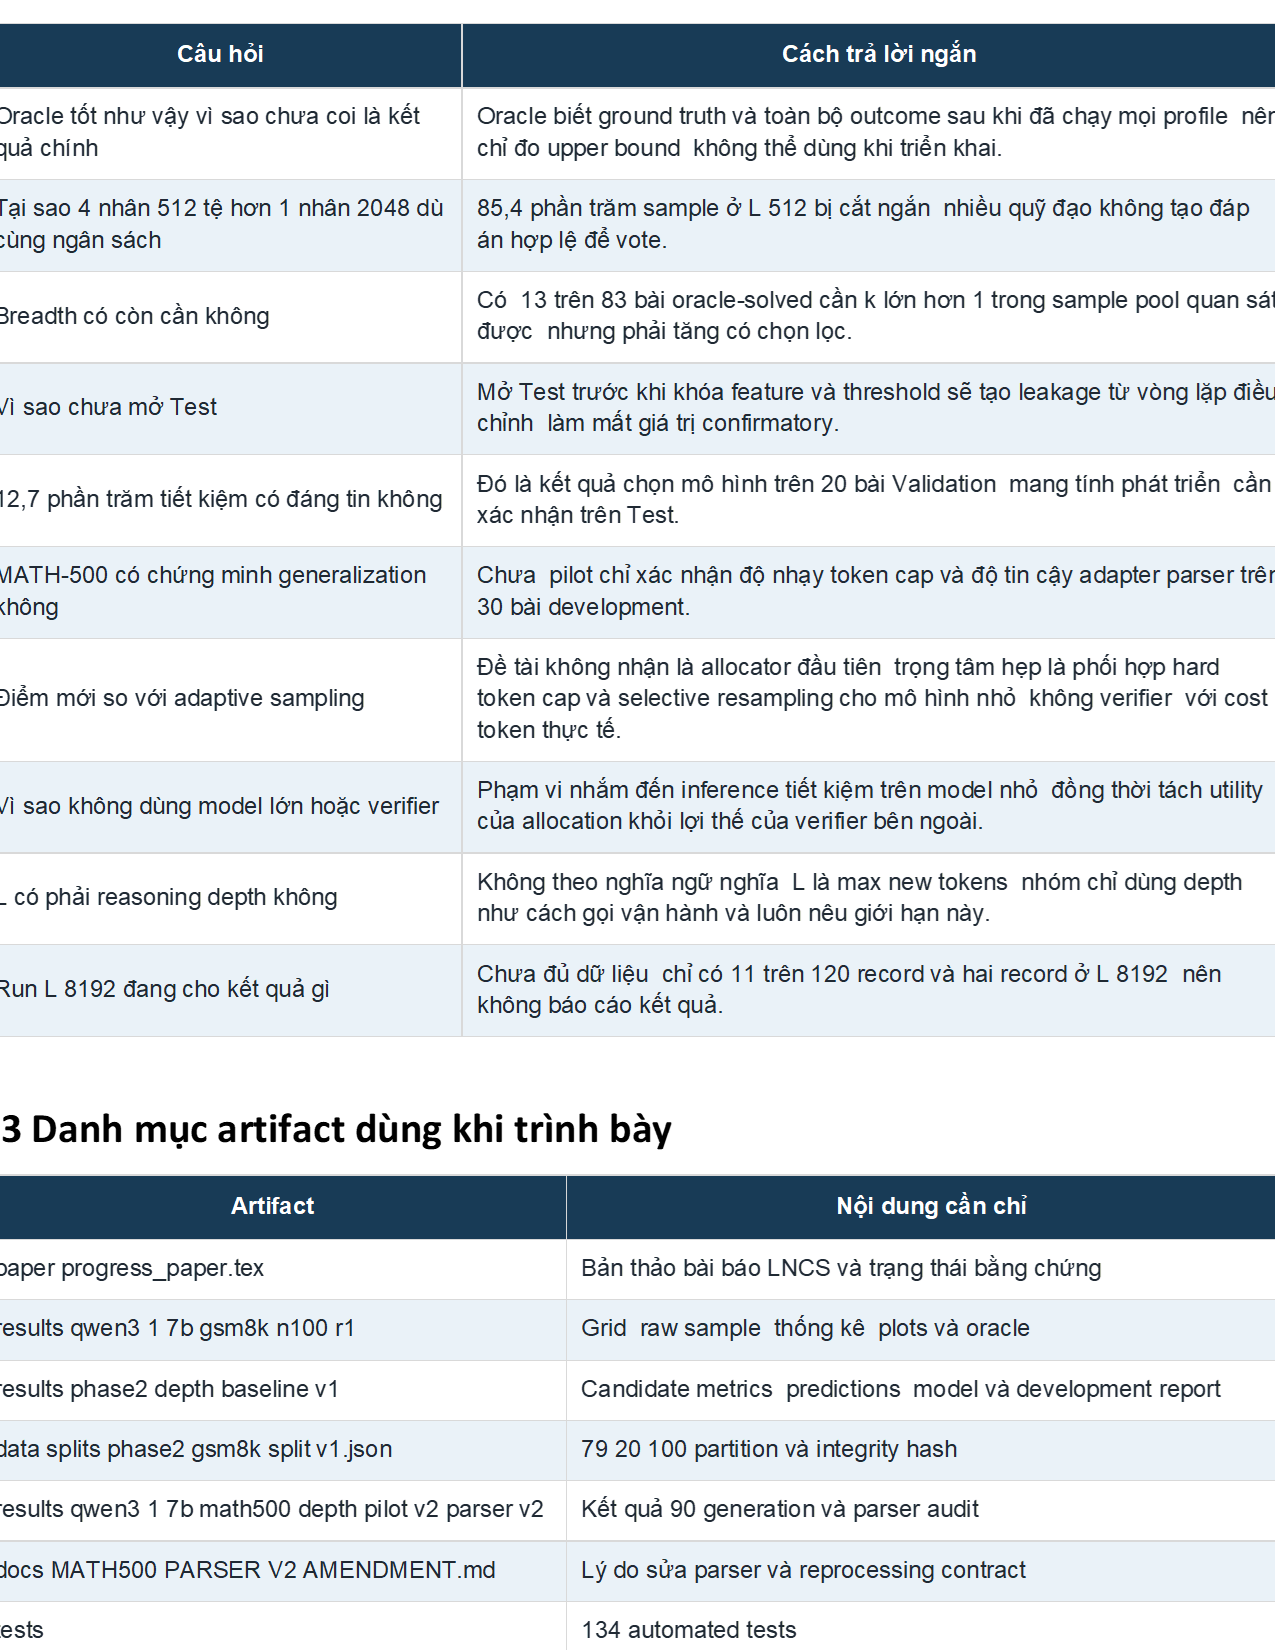 Câu hỏi
Cách trả lời ngắn
Oracle tốt như vậy vì sao chưa coi là kết
quả chính
Oracle biết ground truth và toàn bộ outcome sau khi đã chạy mọi profile nên
chỉ đo upper bound không thể dùng khi triển khai.
Tại sao 4 nhân 512 tệ hơn 1 nhân 2048 dù
cùng ngân sách
85,4 phần trăm sample ở L 512 bị cắt ngắn nhiều quỹ đạo không tạo đáp
án hợp lệ để vote.
Breadth có còn cần không
Có 13 trên 83 bài oracle-solved cần k lớn hơn 1 trong sample pool quan sát
được nhưng phải tăng có chọn lọc.
Vì sao chưa mở Test
Mở Test trước khi khóa feature và threshold sẽ tạo leakage từ vòng lặp điều
chỉnh làm mất giá trị confirmatory.
12,7 phần trăm tiết kiệm có đáng tin không
Đó là kết quả chọn mô hình trên 20 bài Validation mang tính phát triển cần
xác nhận trên Test.
MATH-500 có chứng minh generalization
không
Chưa pilot chỉ xác nhận độ nhạy token cap và độ tin cậy adapter parser trên
30 bài development.
Điểm mới so với adaptive sampling
Đề tài không nhận là allocator đầu tiên trọng tâm hẹp là phối hợp hard
token cap và selective resampling cho mô hình nhỏ không verifier với cost
token thực tế.
Vì sao không dùng model lớn hoặc verifier
Phạm vi nhắm đến inference tiết kiệm trên model nhỏ đồng thời tách utility
của allocation khỏi lợi thế của verifier bên ngoài.
L có phải reasoning depth không
Không theo nghĩa ngữ nghĩa L là max new tokens nhóm chỉ dùng depth
như cách gọi vận hành và luôn nêu giới hạn này.
Run L 8192 đang cho kết quả gì
Chưa đủ dữ liệu chỉ có 11 trên 120 record và hai record ở L 8192 nên
không báo cáo kết quả.
3 Danh mục artifact dùng khi trình bày
Artifact
Nội dung cần chỉ
paper progress_paper.tex
Bản thảo bài báo LNCS và trạng thái bằng chứng
results qwen3 1 7b gsm8k n100 r1
Grid raw sample thống kê plots và oracle
results phase2 depth baseline v1
Candidate metrics predictions model và development report
data splits phase2 gsm8k split v1.json
79 20 100 partition và integrity hash
results qwen3 1 7b math500 depth pilot v2 parser v2
Kết quả 90 generation và parser audit
docs MATH500 PARSER V2 AMENDMENT.md
Lý do sửa parser và reprocessing contract
tests
134 automated tests